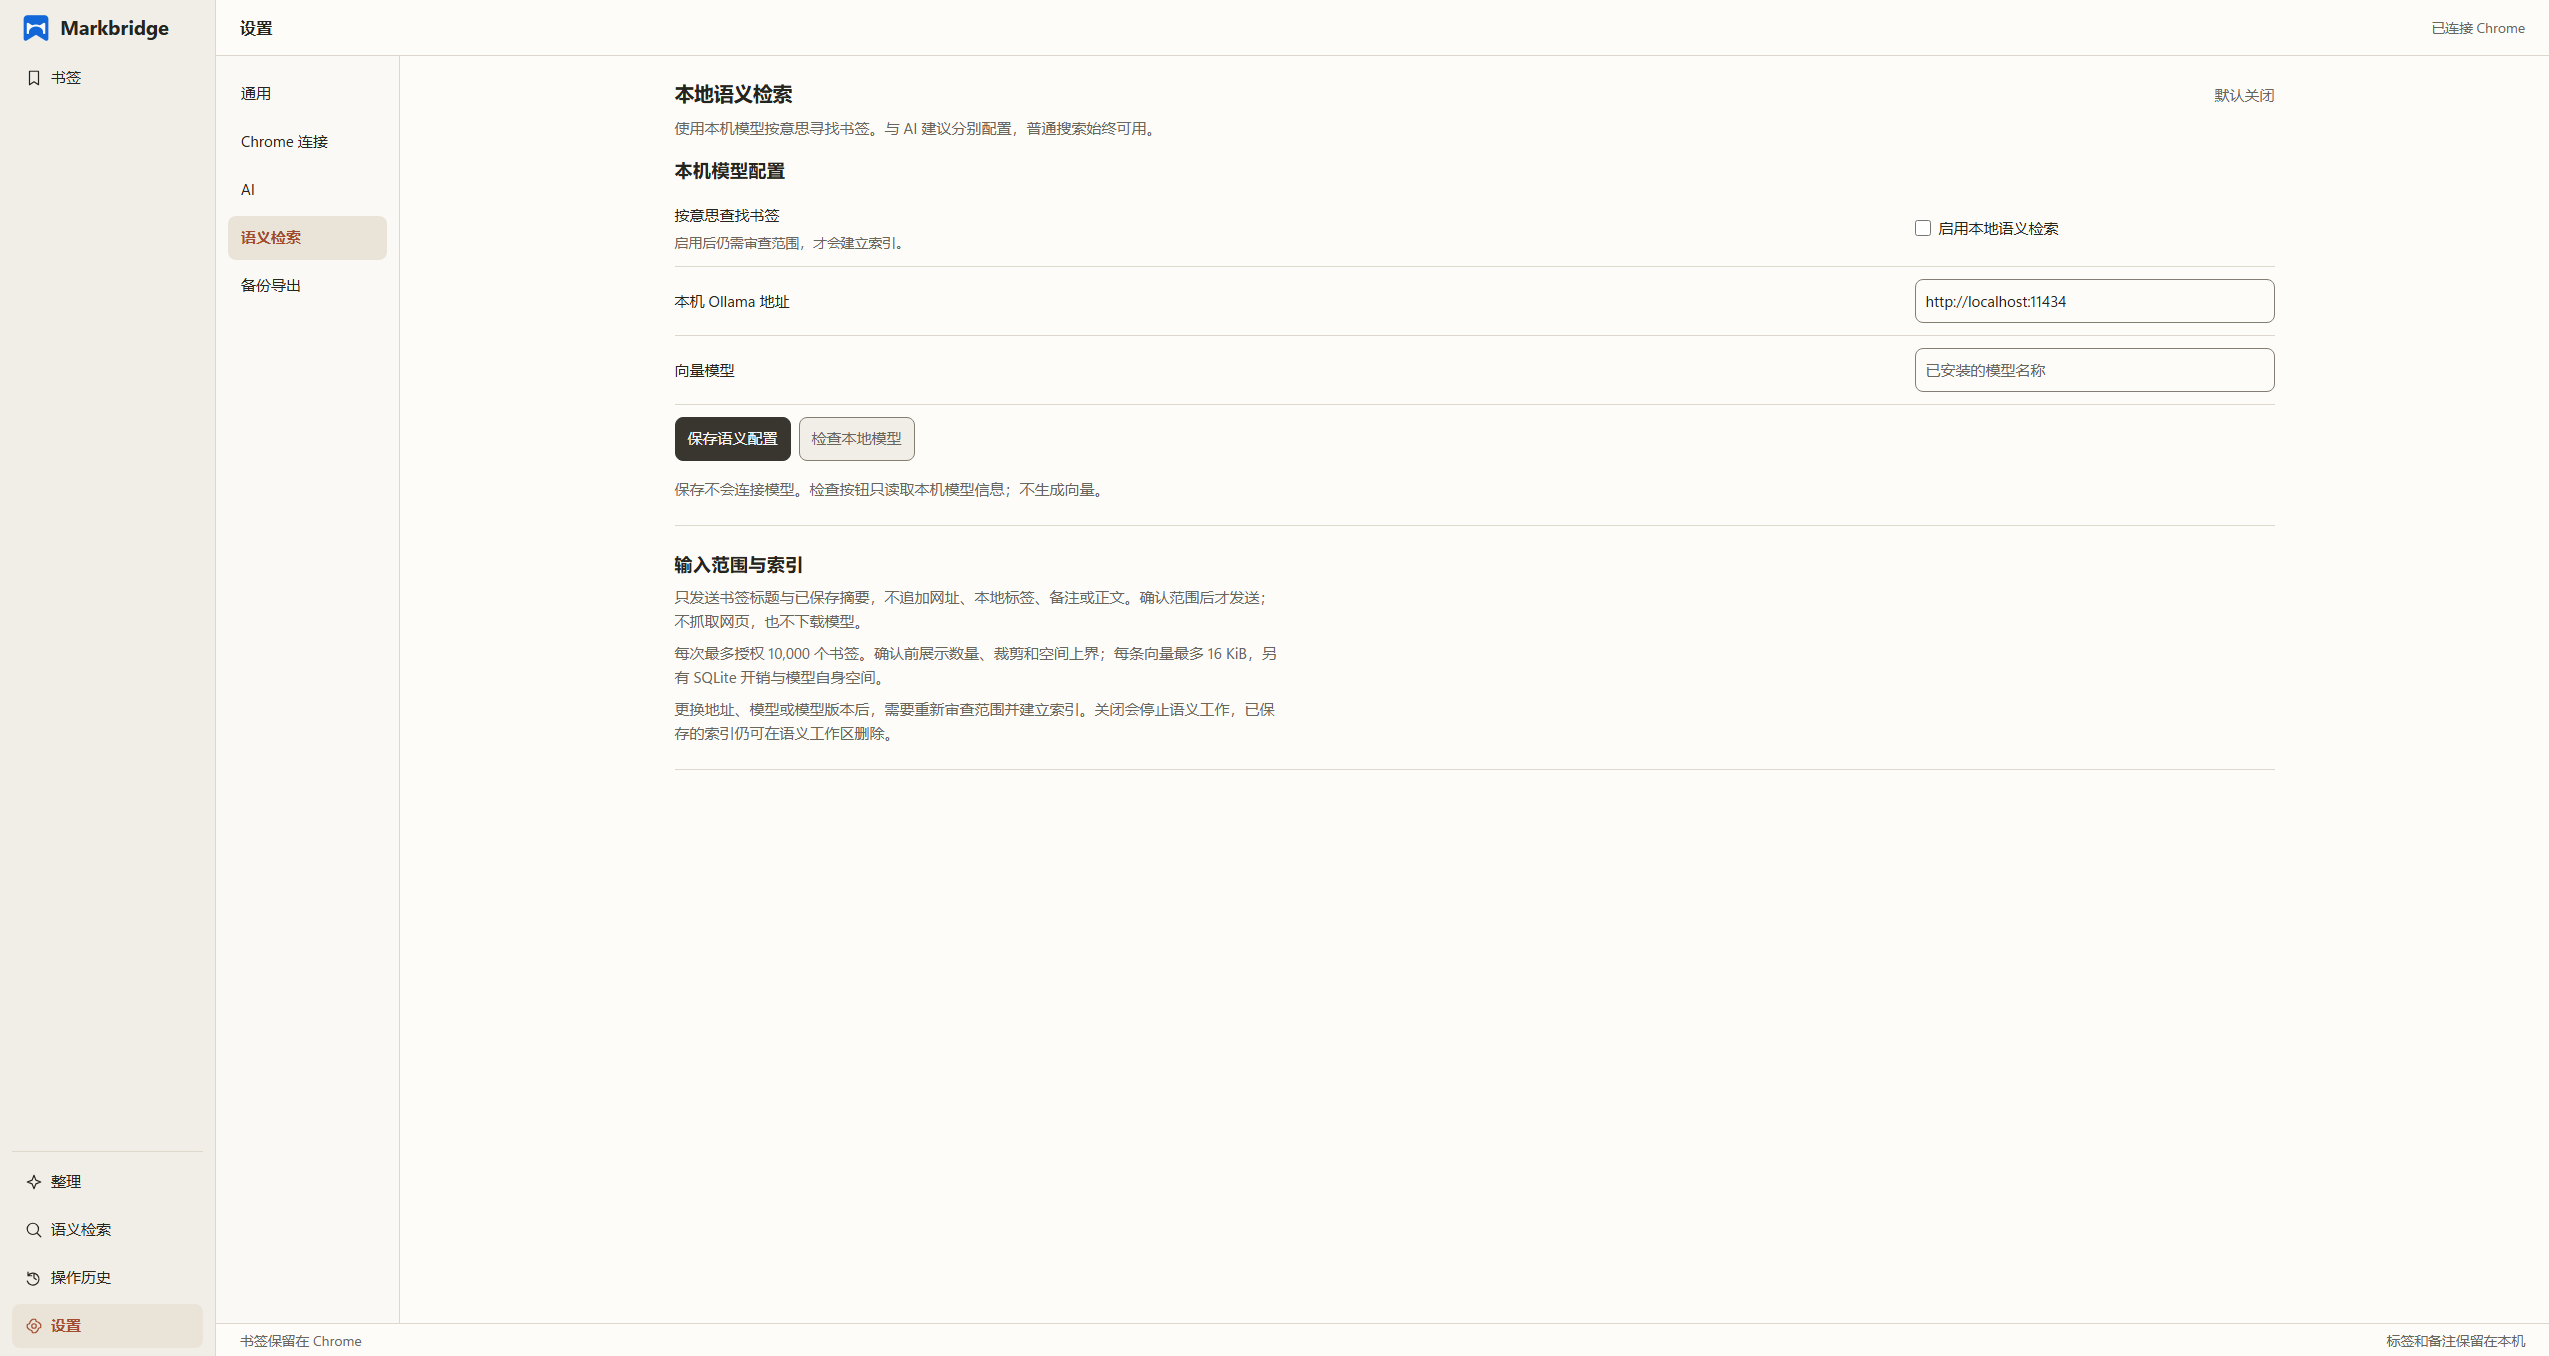 Markbridge
设置
已连接 Chrome
书签
通用
Chrome 连接
AI
语义检索
备份导出
本地语义检索
默认关闭
使用本机模型按意思寻找书签。与 AI 建议分别配置，普通搜索始终可用。
本机模型配置
按意思查找书签
启用后仍需审查范围，才会建立索引。
启用本地语义检索
本机 Ollama 地址
http://localhost:11434
向量模型
已安装的模型名称
保存语义配置
检查本地模型
保存不会连接模型。检查按钮只读取本机模型信息；不生成向量。
输入范围与索引
只发送书签标题与已保存摘要，不追加网址、本地标签、备注或正文。确认范围后才发送；
不抓取网页，也不下载模型。
每次最多授权 10,000 个书签。确认前展示数量、裁剪和空间上界；每条向量最多 16 KiB，另
有 SQLite 开销与模型自身空间。
更换地址、模型或模型版本后，需要重新审查范围并建立索引。关闭会停止语义工作，已保
存的索引仍可在语义工作区删除。
整理
语义检索
操作历史
设置
书签保留在 Chrome
标签和备注保留在本机